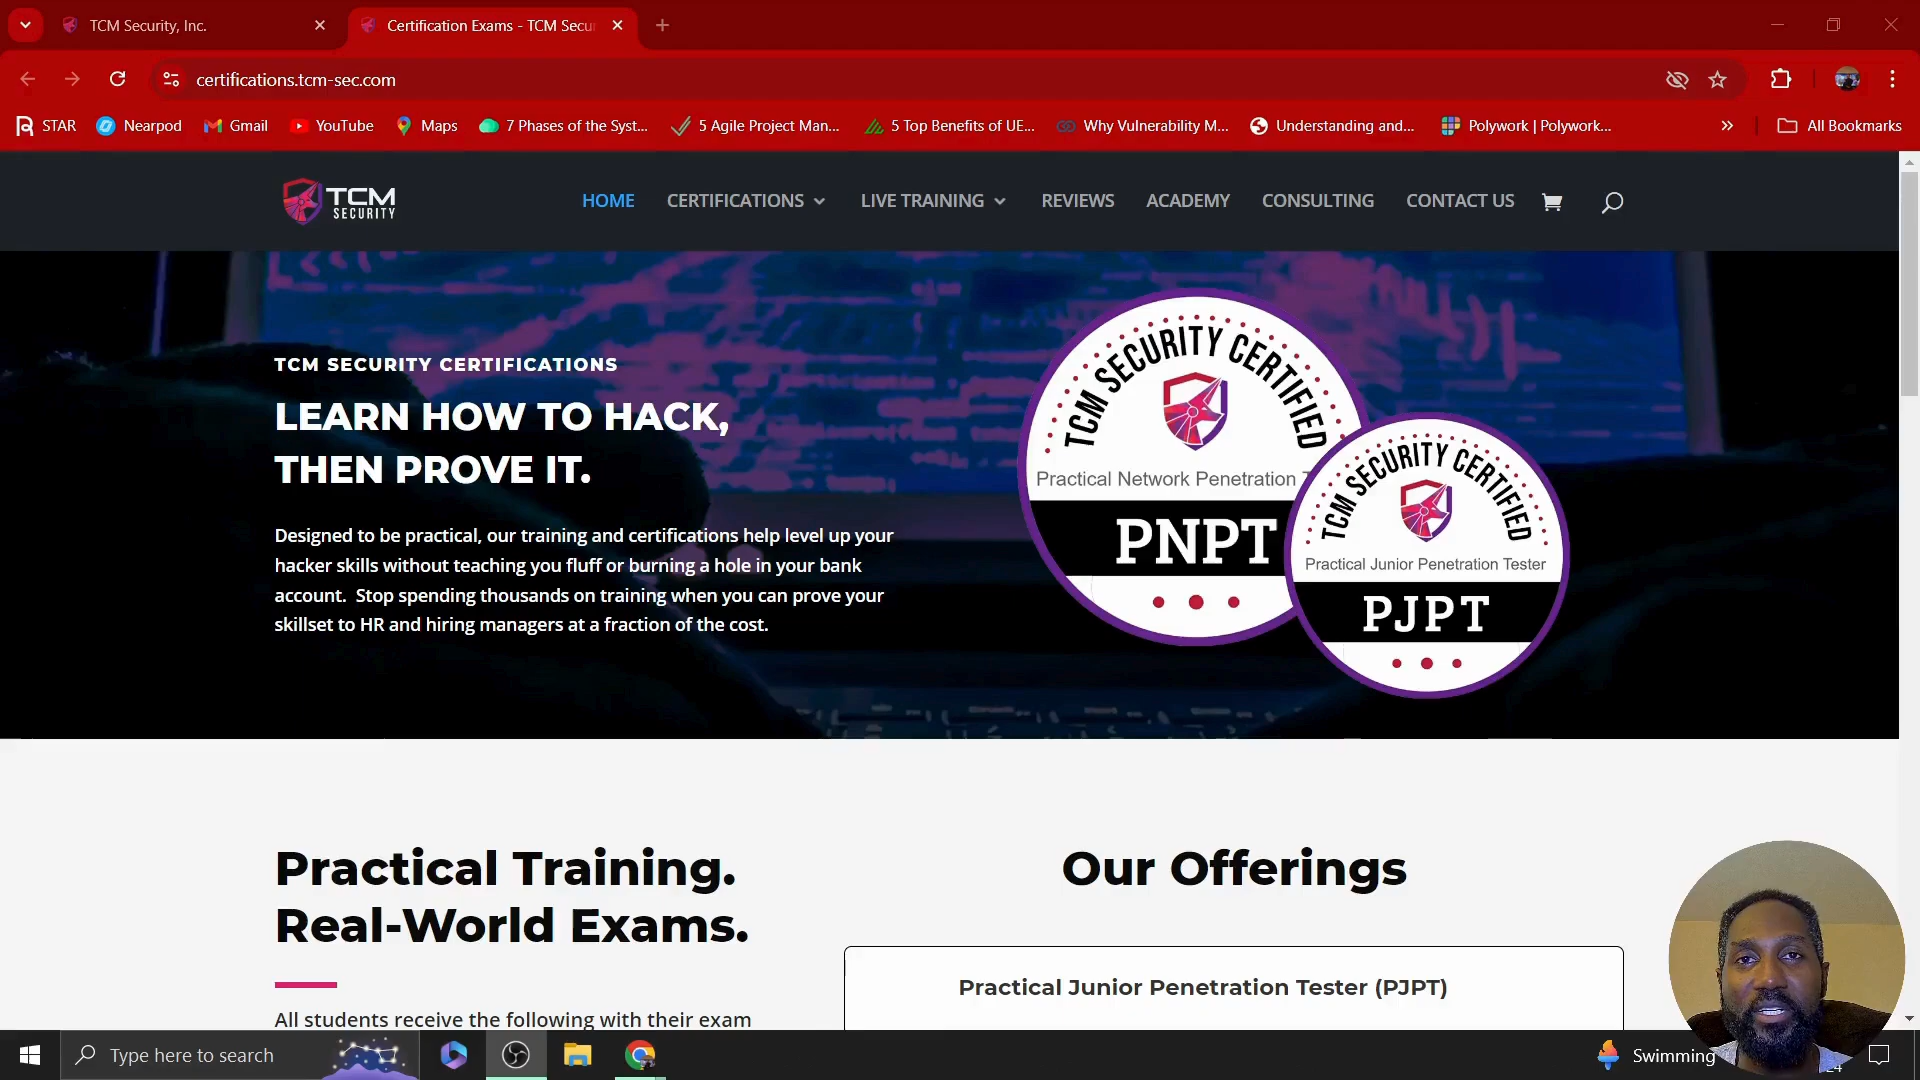 TCM Security, Inc.
Certification Exams - TCM Secu
certifications.tcm-sec.com
STAR
Nearpod
Gmail
YouTube
Maps
7 Phases of the Syst...
5 Agile Project Man...
5 Top Benefits of UE...
Why Vulnerability M...
Understanding and...
Polywork | Polywork...
All Bookmarks
TCM
SECURITY
HOME
CERTIFICATIONS
LIVE TRAINING
REVIEWS
ACADEMY
CONSULTING
CONTACT US
TCM SECURITY CERTIFICATIONS
LEARN HOW TO HACK,
THEN PROVE IT.
Designed to be practical, our training and certifications help level up your
hacker skills without teaching you fluff or burning a hole in your bank
account. Stop spending thousands on training when you can prove your
skillset to HR and hiring managers at a fraction of the cost.
TCM SECURITY CERTIFIED
Practical Network Penetration T
PNPT
TCM SECURITY CERTIFIED
Practical Junior Penetration Tester
PJPT
Practical Training.
Real-World Exams.
All students receive the following with their exam
Our Offerings
Practical Junior Penetration Tester (PJPT)
Type here to search
Swimming
24